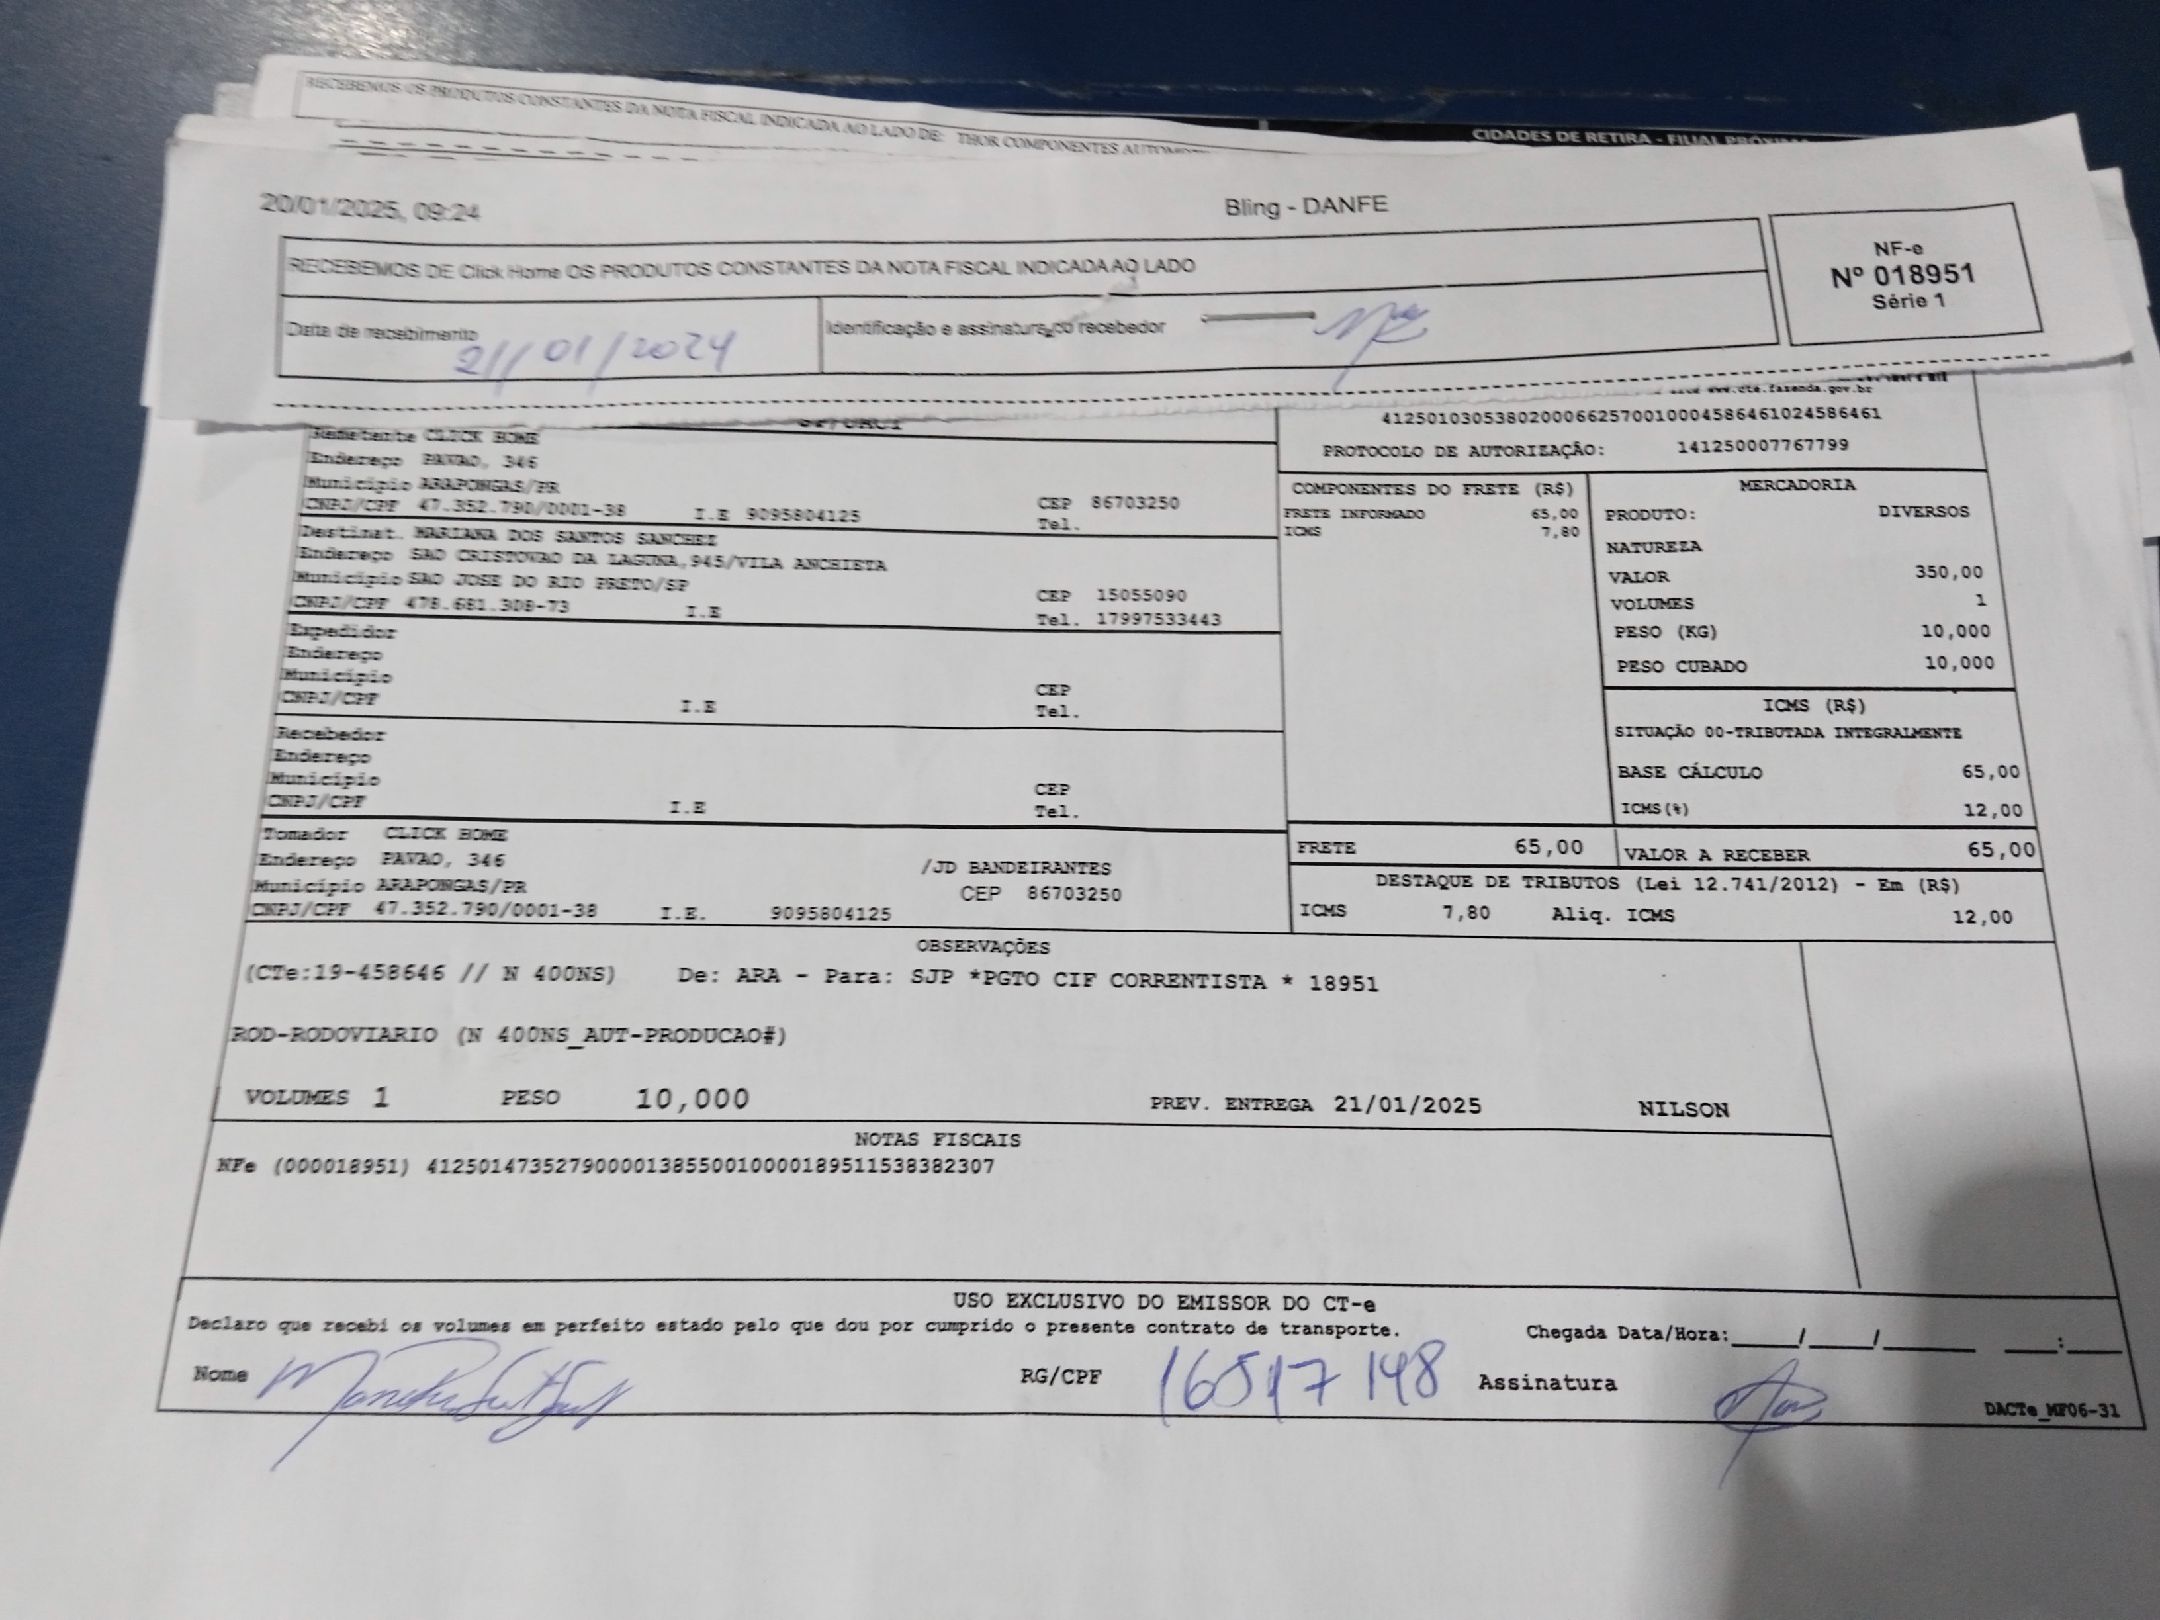 RECEBEMOS OS PRODUTOS CONSTANTES DA NOTA FISCAL INDICADA AO LADO DE: THOR COMPONENTES
CIDADES DE RETIRA - FILIAL
20/01/2025, 09:24 Bling - DANFE
RECEBEMOS DE Click Home OS PRODUTOS CONSTANTES DA NOTA FISCAL INDICADA AO LADO
NF-e
Nº 018951
Série 1
Data de recebimento Identificação e assinatura do recebedor
21/01/2024
www.cte.fazenda.gov.br
41250103053802000662570010004586461024586461
PROTOCOLO DE AUTORIZAÇÃO: 141250007767799
Remetente CLICK HOME
Endereço PAVAO, 346
Município ARAPONGAS/PR
CNPJ/CPF 47.352.790/0001-38 I.E 9095804125 CEP 86703250
Tel.
Destinat. MARIANA DOS SANTOS SANCHEZ
Endereço SAO CRISTOVAO DA LAGUNA,945/VILA ANCHIETA
Município SAO JOSE DO RIO PRETO/SP CEP 15055090
CNPJ/CPF 478.681.308-73 I.E Tel. 17997533443
Expedidor
Endereço
Município CEP
CNPJ/CPF I.E Tel.
Recebedor
Endereço
Município CEP
CNPJ/CPF I.E Tel.
Tomador CLICK HOME
Endereço PAVAO, 346 /JD BANDEIRANTES
Município ARAPONGAS/PR CEP 86703250
CNPJ/CPF 47.352.790/0001-38 I.E. 9095804125
COMPONENTES DO FRETE (R$)
FRETE INFORMADO 65,00
ICMS 7,80
MERCADORIA
PRODUTO: DIVERSOS
NATUREZA
VALOR 350,00
VOLUMES 1
PESO (KG) 10,000
PESO CUBADO 10,000
ICMS (R$)
SITUAÇÃO 00-TRIBUTADA INTEGRALMENTE
BASE CÁLCULO 65,00
ICMS(%) 12,00
FRETE 65,00 VALOR A RECEBER 65,00
DESTAQUE DE TRIBUTOS (Lei 12.741/2012) - Em (R$)
ICMS 7,80 Aliq. ICMS 12,00
OBSERVAÇÕES
(CTe:19-458646 // N 400NS) De: ARA - Para: SJP *PGTO CIF CORRENTISTA * 18951
ROD-RODOVIARIO (N 400NS_AUT-PRODUCAO#)
VOLUMES 1 PESO 10,000 PREV. ENTREGA 21/01/2025 NILSON
NOTAS FISCAIS
NFe (000018951) 41250147352790000138550010000189511538382307
USO EXCLUSIVO DO EMISSOR DO CT-e
Declaro que recebi os volumes em perfeito estado pelo que dou por cumprido o presente contrato de transporte. Chegada Data/Hora:____/____/______ ____:____
Nome RG/CPF 16517148 Assinatura
DACTe_MF06-31